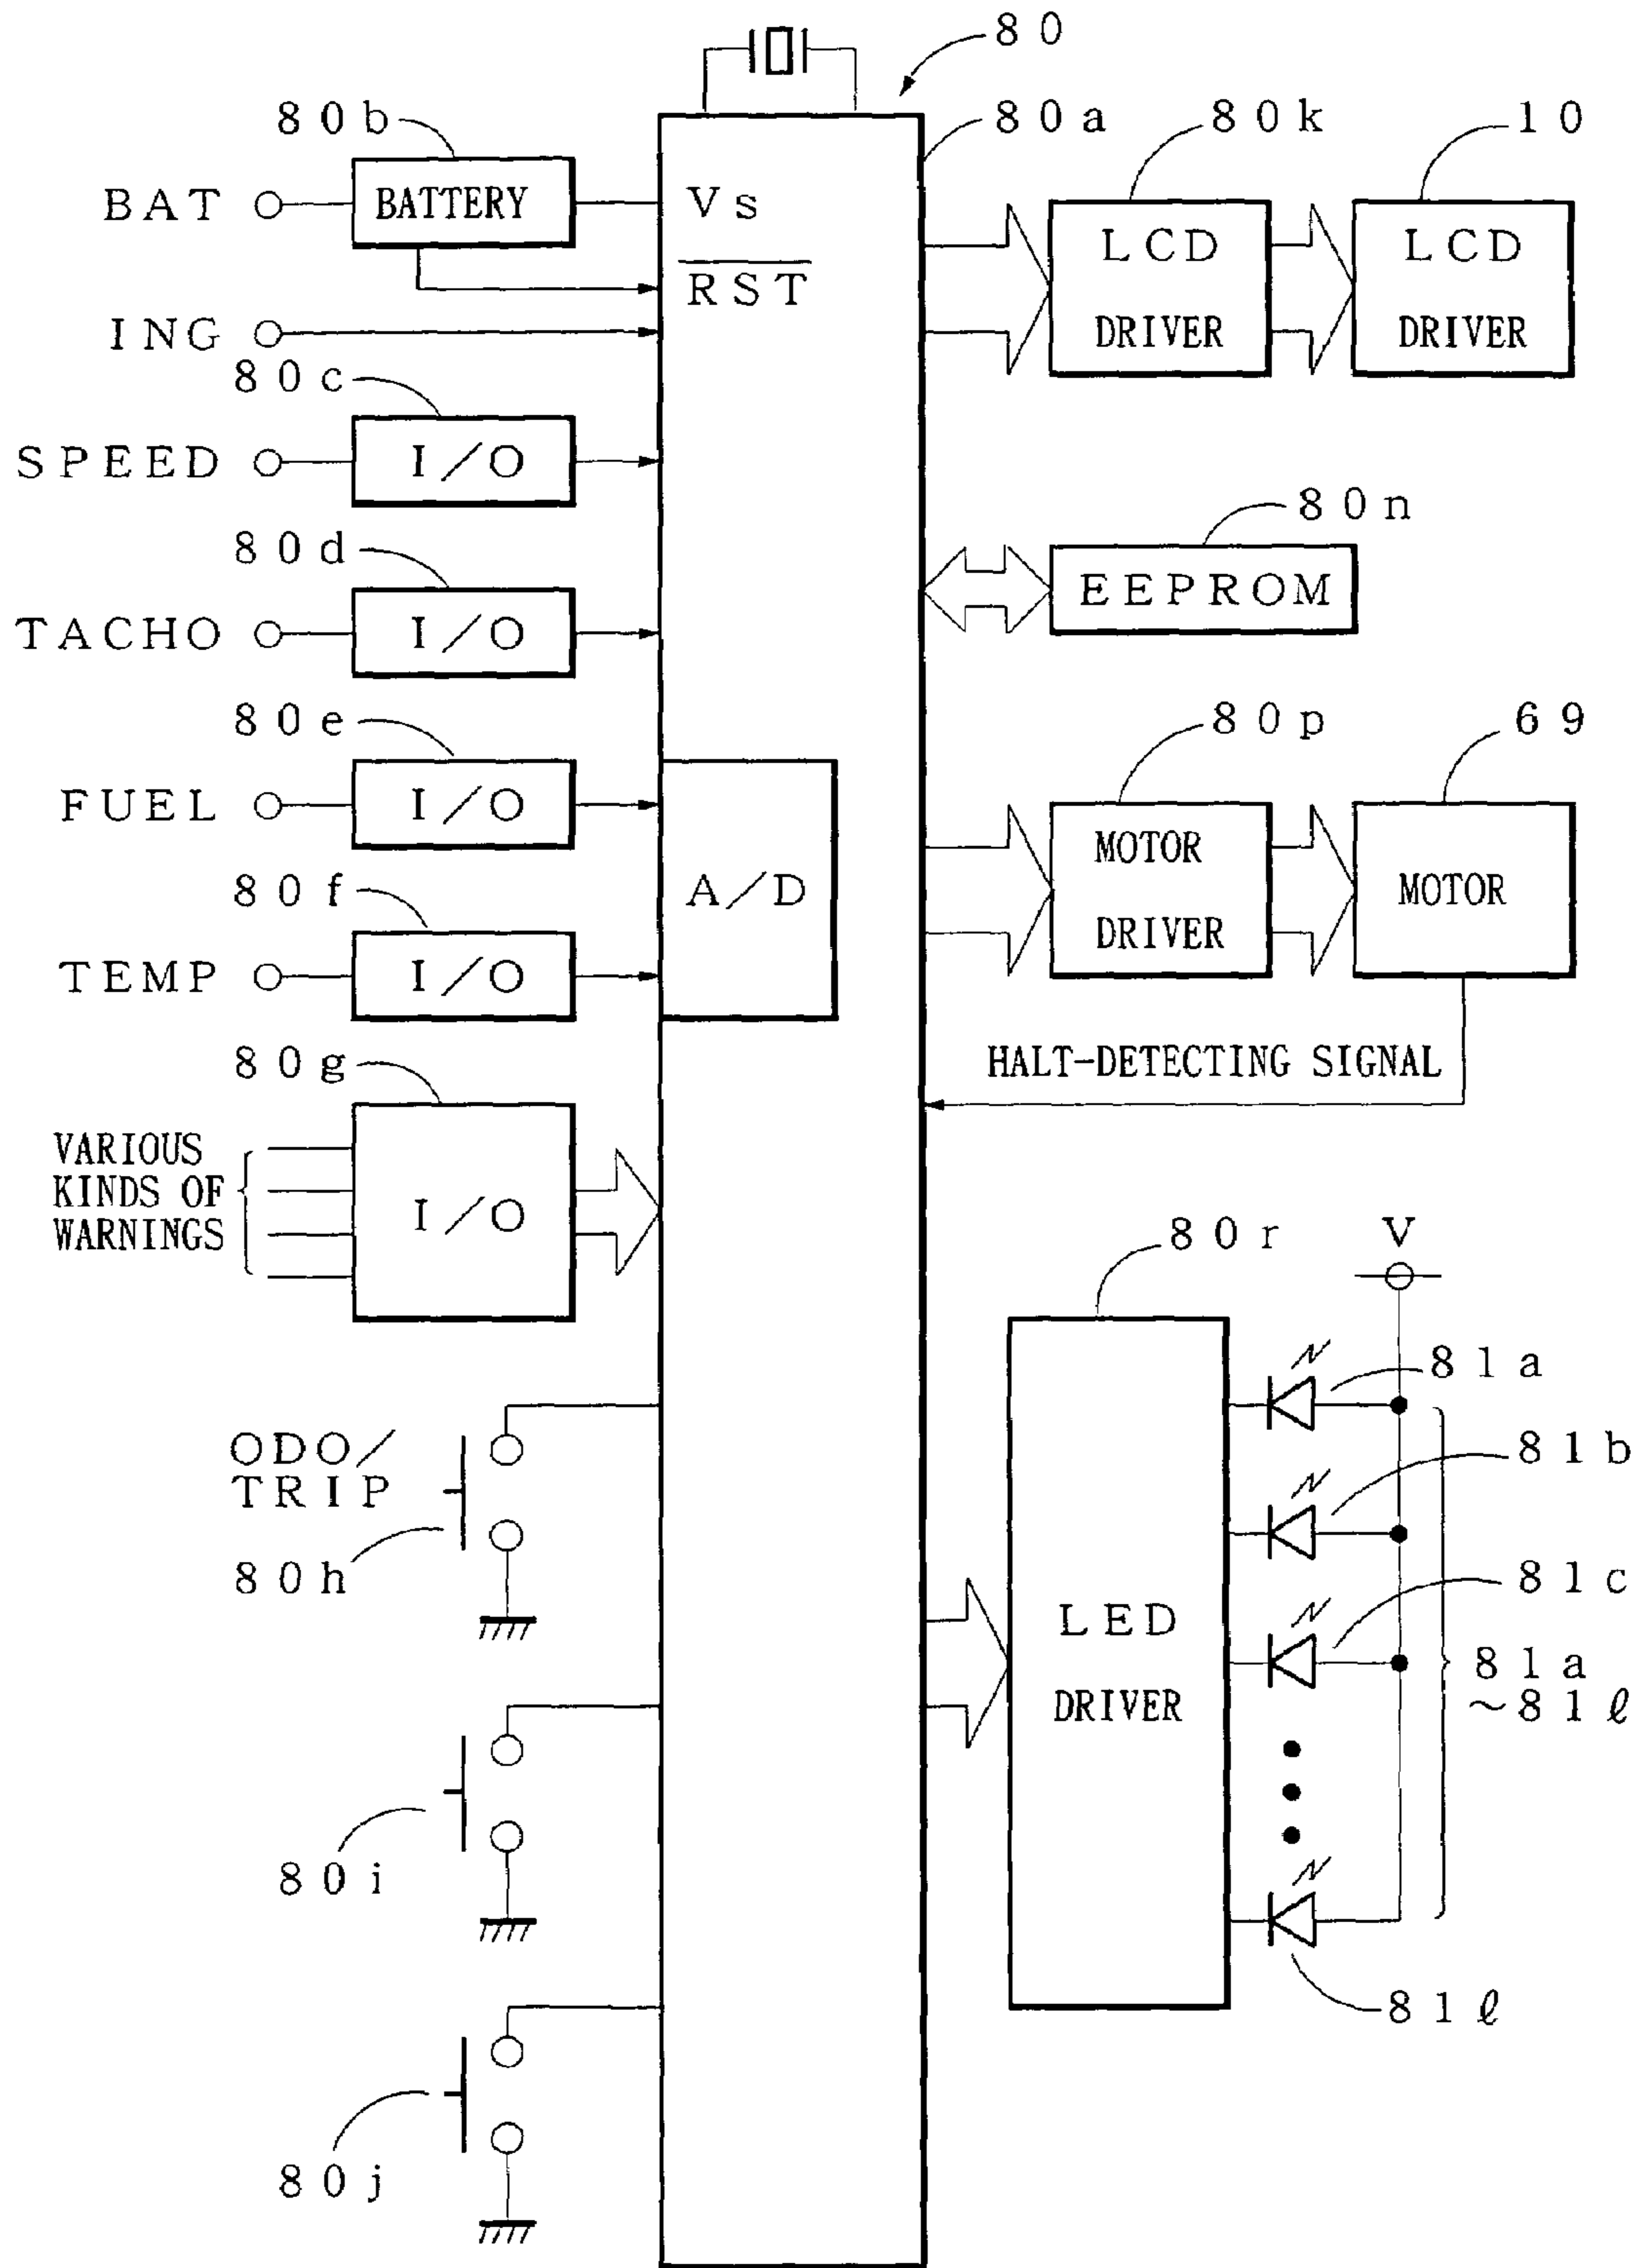 80
80b
80a
80k
10
BAT
BATTERY
Vs
RST
LCD
DRIVER
LCD
DRIVER
ING
80c
SPEED
I/O
80n
EEPROM
80d
TACHO
I/O
80e
80p
69
FUEL
I/O
A/D
MOTOR
DRIVER
MOTOR
80f
TEMP
I/O
HALT-DETECTING SIGNAL
80g
VARIOUS
KINDS OF
WARNINGS
I/O
80r
V
81a
ODO/
TRIP
81b
80h
81c
LED
DRIVER
81a
~81ℓ
80i
81ℓ
80j